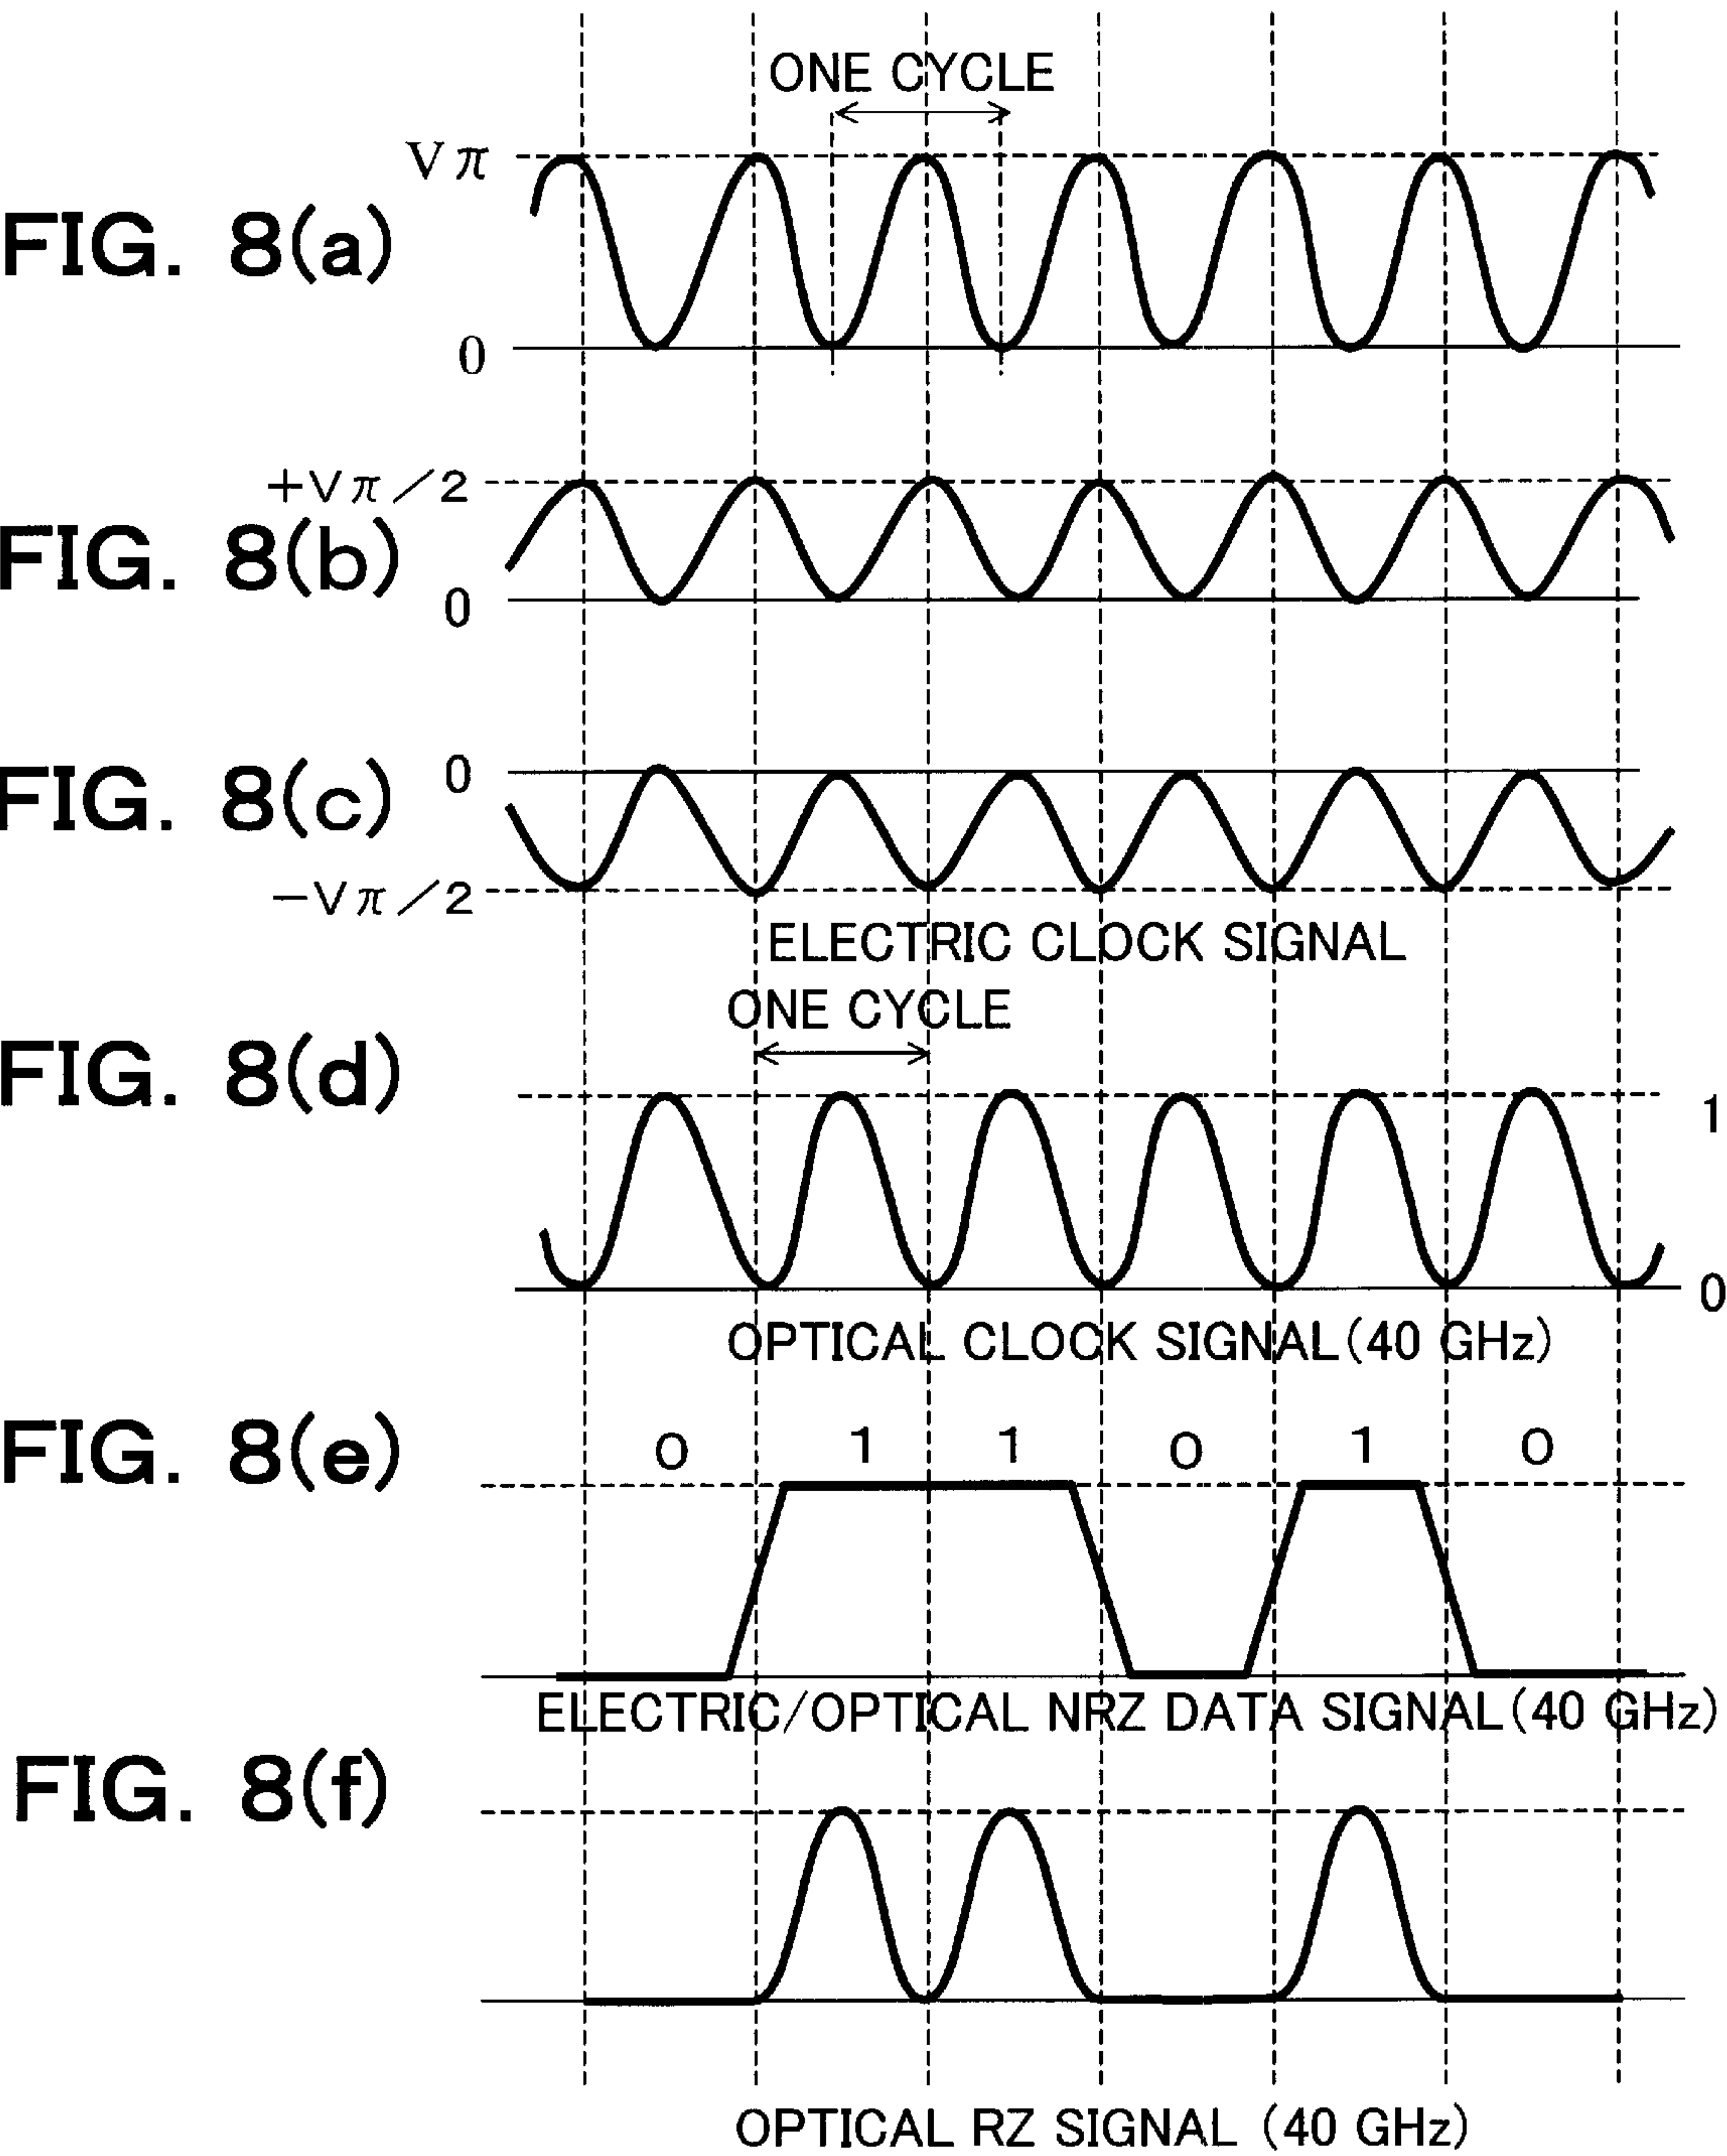 ONE CYCLE
Vπ
FIG. 8(a)
0
+Vπ/2
FIG. 8(b)
0
0
FIG. 8(c)
-Vπ/2
ELECTRIC CLOCK SIGNAL
ONE CYCLE
FIG. 8(d)
1
0
OPTICAL CLOCK SIGNAL(40 GHz)
FIG. 8(e)
0 1 1 0 1 0
ELECTRIC/OPTICAL NRZ DATA SIGNAL(40 GHz)
FIG. 8(f)
OPTICAL RZ SIGNAL (40 GHz)